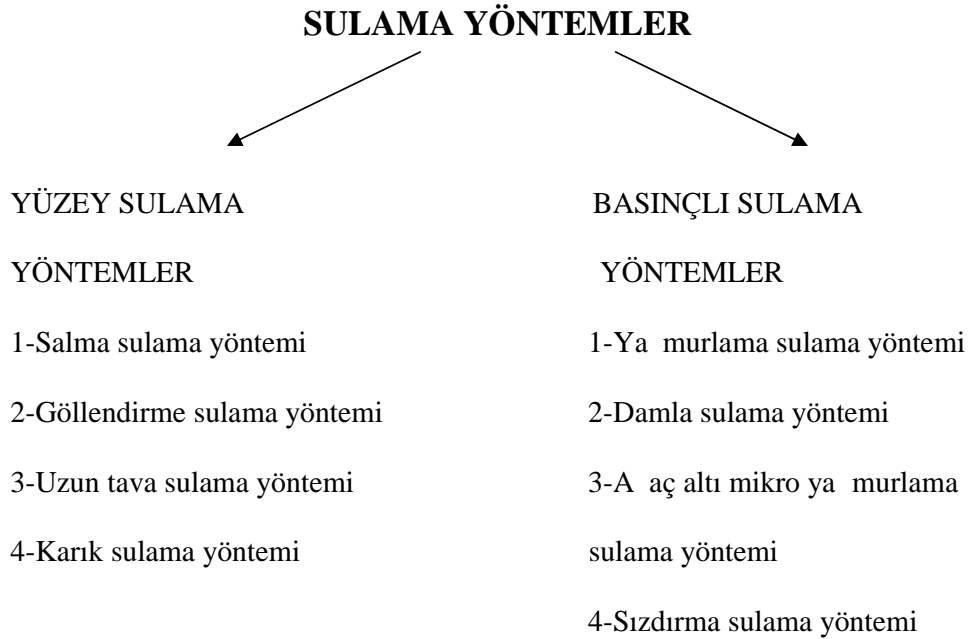 SULAMA YÖNTEMLER
YÜZEY SULAMA
YÖNTEMLER
1-Salma sulama yöntemi
2-Göllendirme sulama yöntemi
3-Uzun tava sulama yöntemi
4-Karık sulama yöntemi
BASINÇLI SULAMA
YÖNTEMLER
1-Ya murlama sulama yöntemi
2-Damla sulama yöntemi
3-A aç altı mikro ya murlama
sulama yöntemi
4-Sızdırma sulama yöntemi